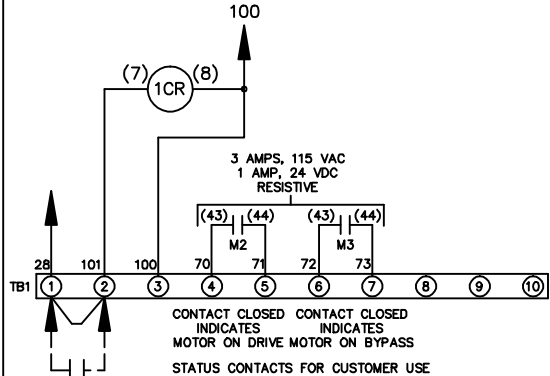 100
(7) 1CR (8)
3 AMPS, 115 VAC
1 AMP, 24 VDC
RESISTIVE
(43) (44) (43) (44)
M2 M3
28 101 100 70 71 72 73
TB1 1 2 3 4 5 6 7 8 9 10
CONTACT CLOSED CONTACT CLOSED
INDICATES INDICATES
MOTOR ON DRIVE MOTOR ON BYPASS
STATUS CONTACTS FOR CUSTOMER USE